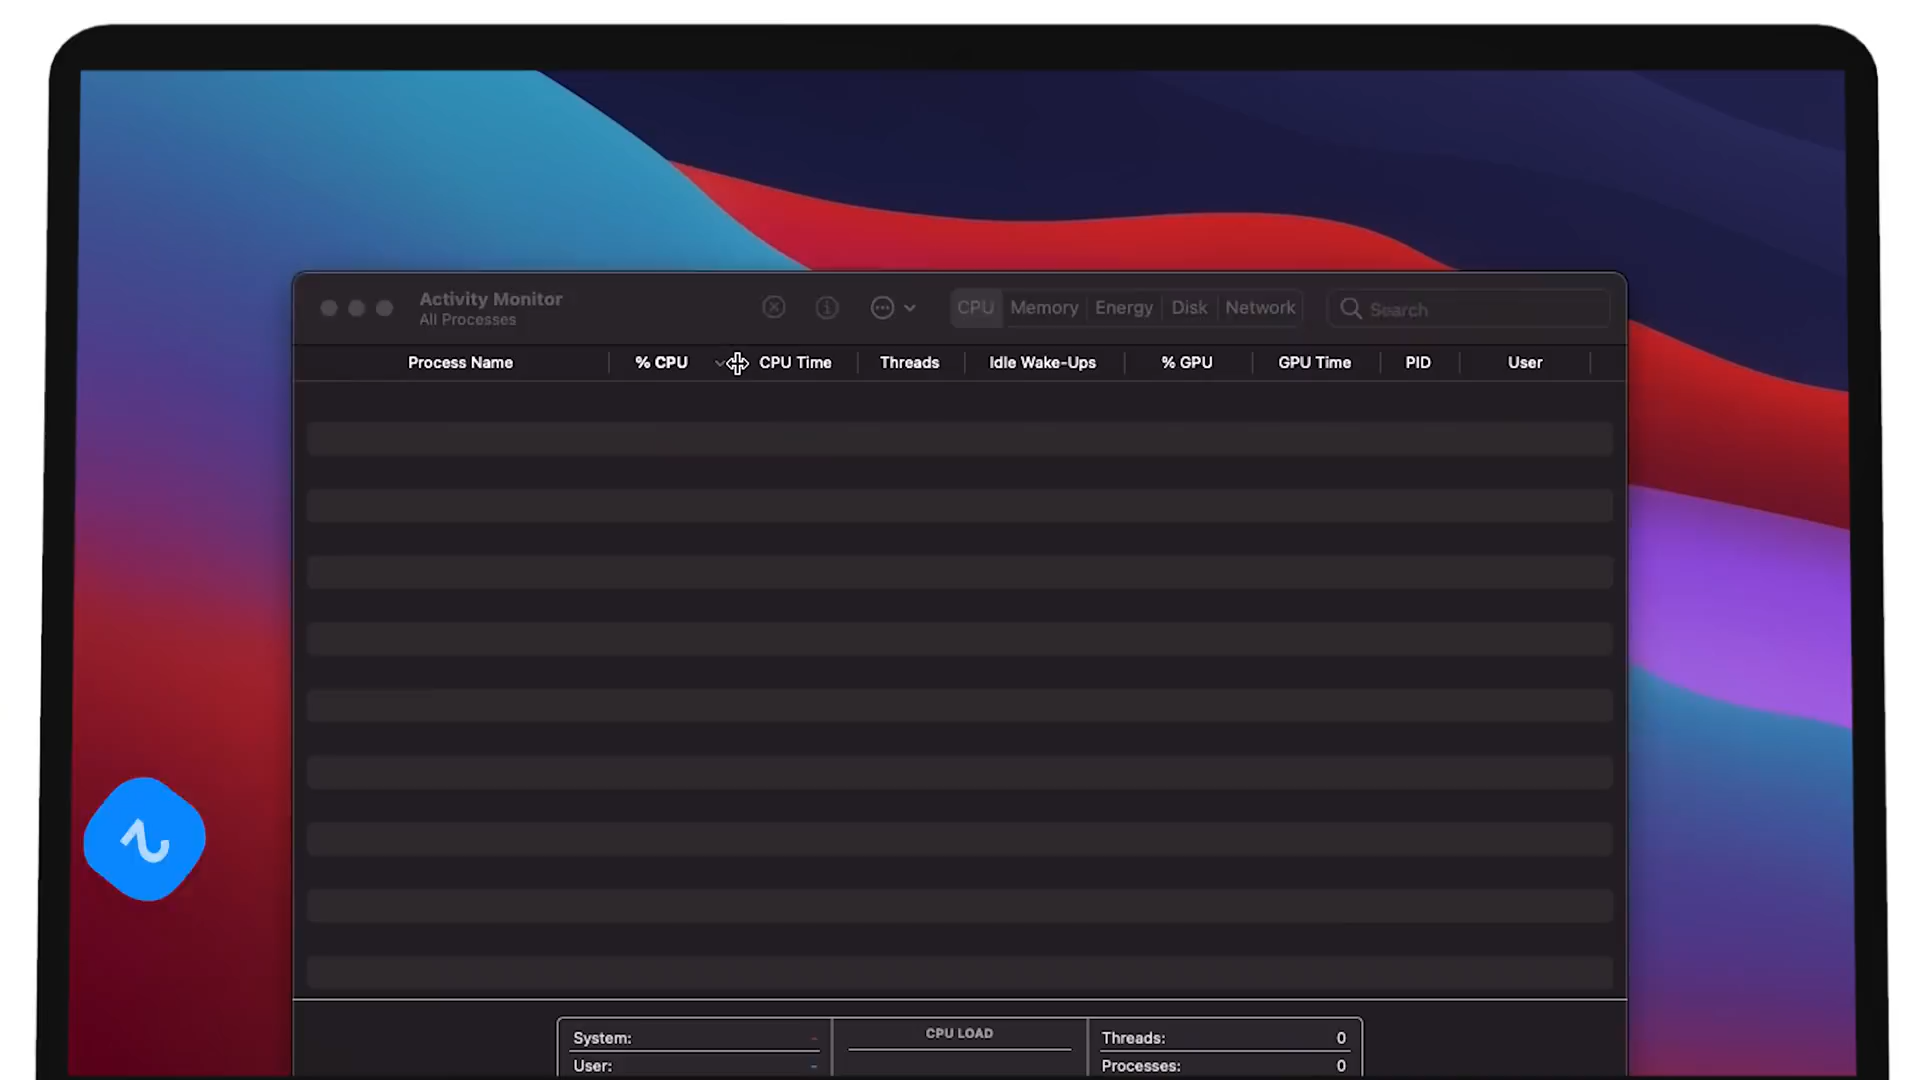 Activity Monitor
All Processes
CPU Memory Energy Disk Network Search
Process Name % CPU CPU Time Threads Idle Wake-Ups % GPU GPU Time PID User
System: - CPU LOAD Threads: 0
User: - Processes: 0